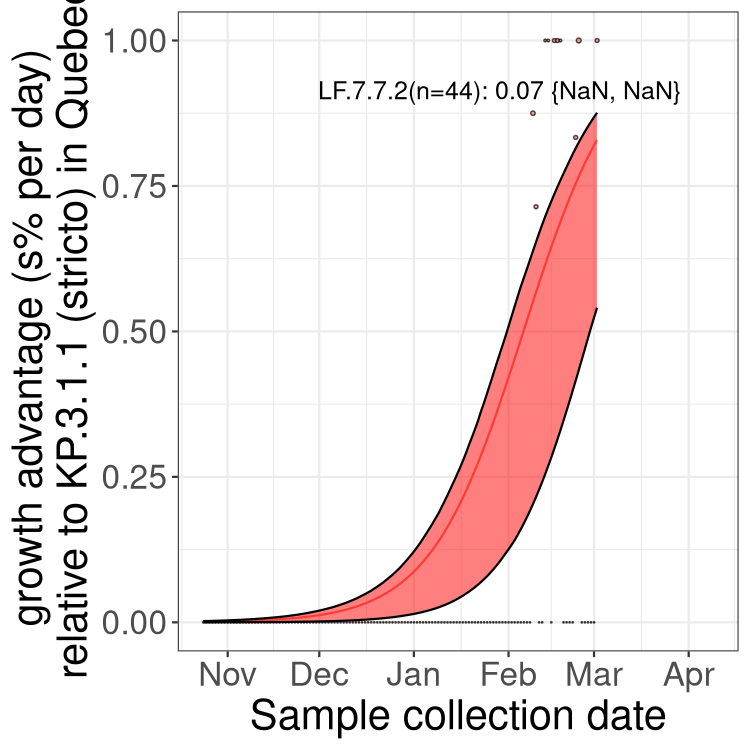 growth advantage (s% per day)
relative to KP.3.1.1 (stricto) in Quebec
1.00
0.75
0.50
0.25
0.00
LF.7.7.2(n=44): 0.07 {NaN, NaN}
Nov Dec Jan Feb Mar Apr
Sample collection date